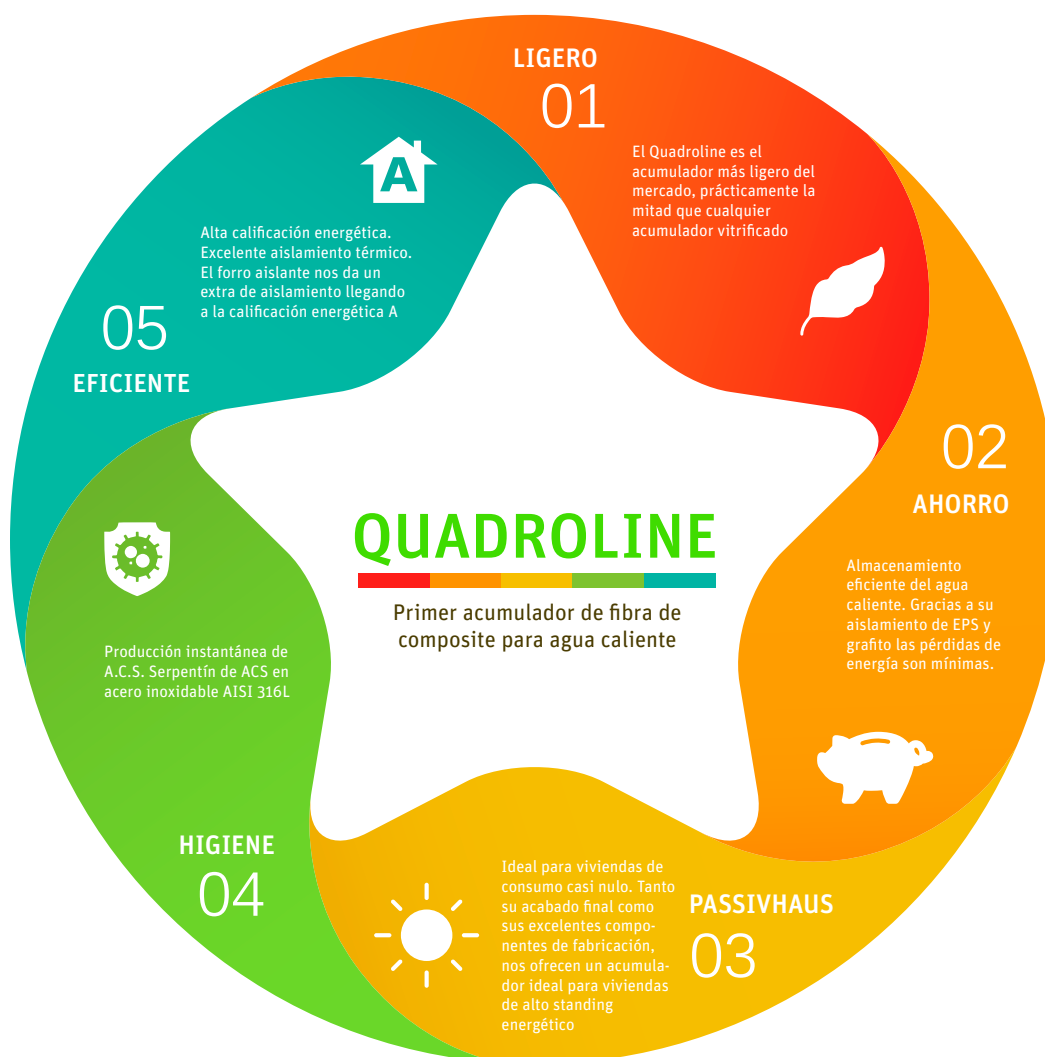 LIGERO
01
El Quadroline es el
acumulador más ligero del
mercado, prácticamente la
mitad que cualquier
acumulador vitrificado
02
AHORRO
Almacenamiento
eficiente del agua
caliente. Gracias a su
aislamiento de EPS y
grafito las pérdidas de
energía son mínimas.
PASSIVHAUS
03
Ideal para viviendas de
consumo casi nulo. Tanto
su acabado final como
sus excelentes compo-
nentes de fabricación,
nos ofrecen un acumula-
dor ideal para viviendas
de alto standing
energético
HIGIENE
04
Producción instantánea de
A.C.S. Serpentín de ACS en
acero inoxidable AISI 316L
05
EFICIENTE
A
Alta calificación energética.
Excelente aislamiento térmico.
El forro aislante nos da un
extra de aislamiento llegando
a la calificación energética A
QUADROLINE
Primer acumulador de fibra de
composite para agua caliente